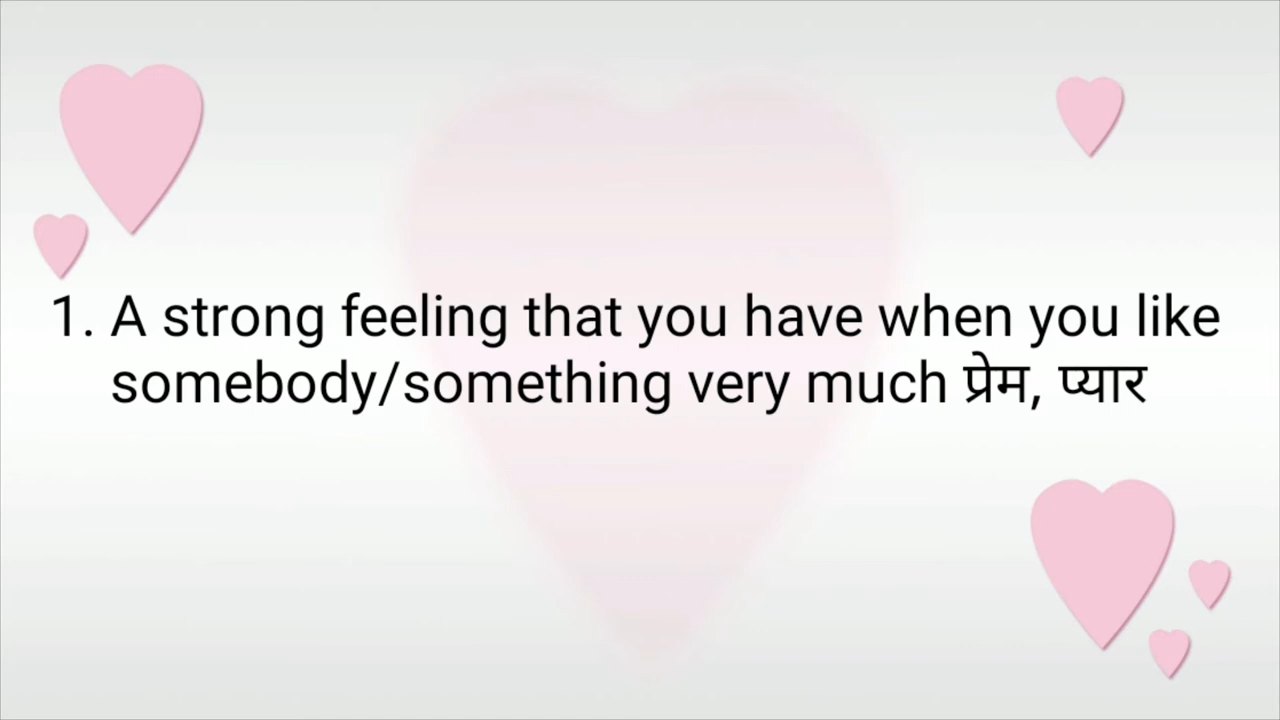 1. A strong feeling that you have when you like
somebody/something very much प्रेम, प्यार